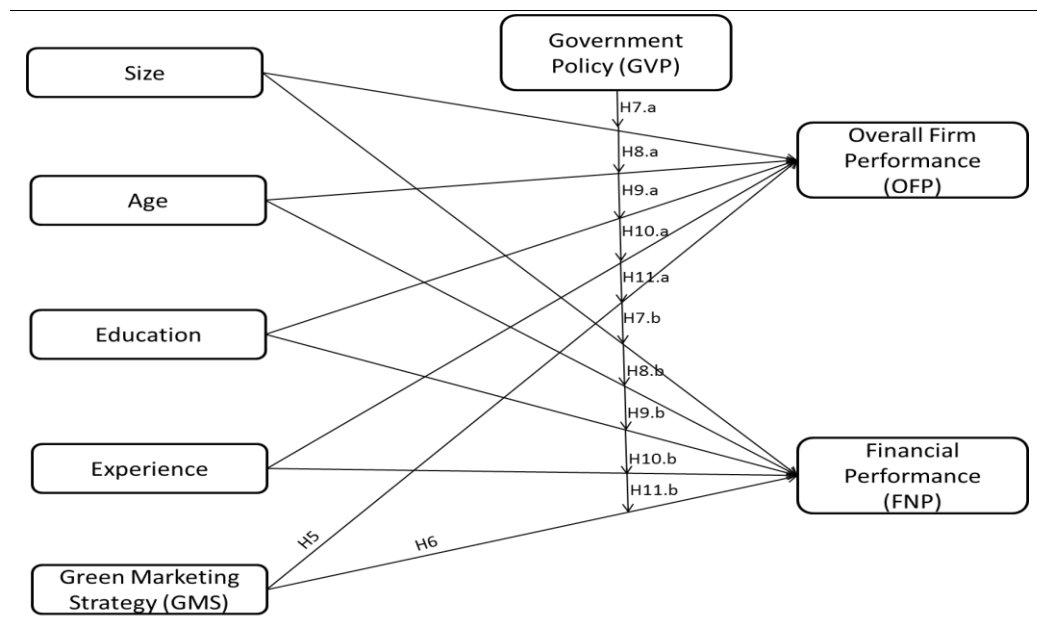 Government
Policy (GVP)
Size
H7.a
Overall Firm
Performance
(OFP)
H8.a
Age
H9.a
H10.a
H11.a
H7.b
Education
H8.b
H9.b
Experience
H10.b
Financial
Performance
(FNP)
H11.b
H5
H6
Green Marketing
Strategy (GMS)